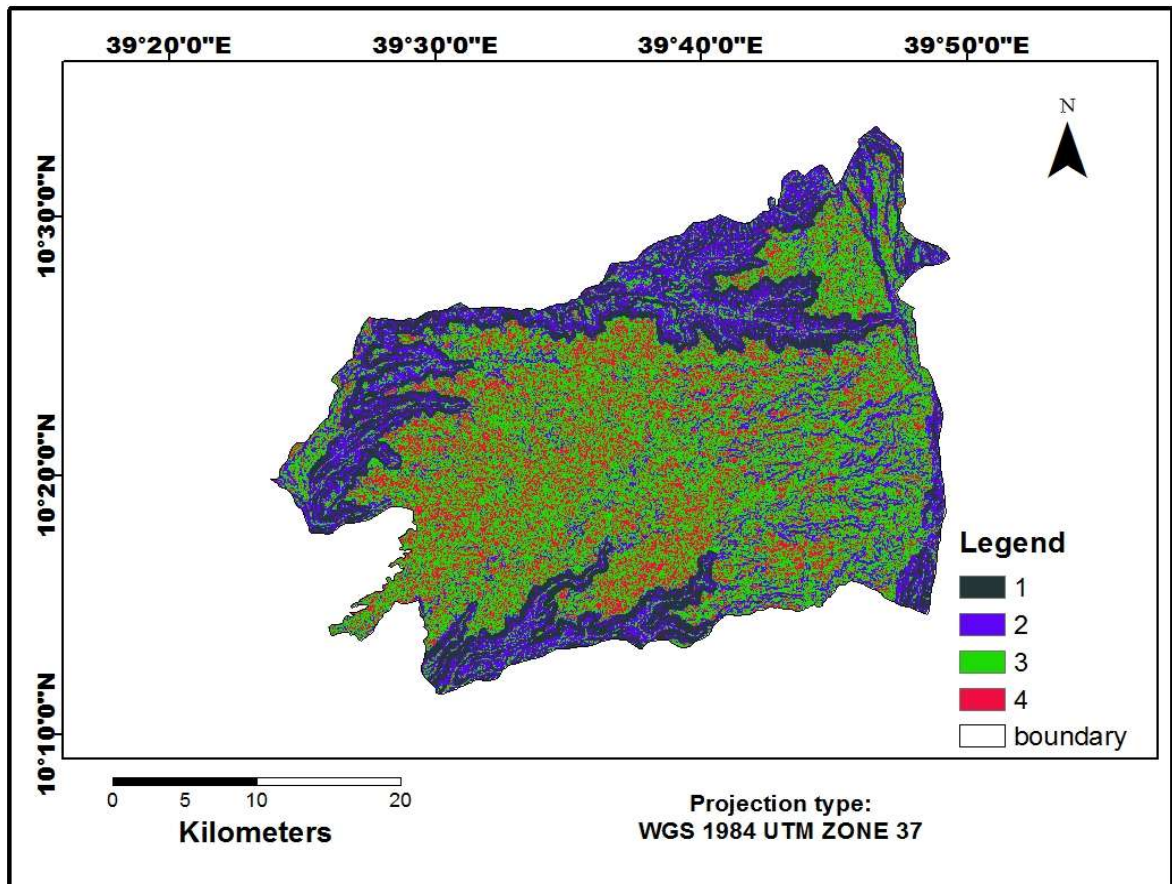 39°20'0"E 39°30'0"E 39°40'0"E 39°50'0"E
N
10°30'0"N
10°20'0"N
10°10'0"N
Legend
1
2
3
4
boundary
0 5 10 20
Kilometers
Projection type:
WGS 1984 UTM ZONE 37